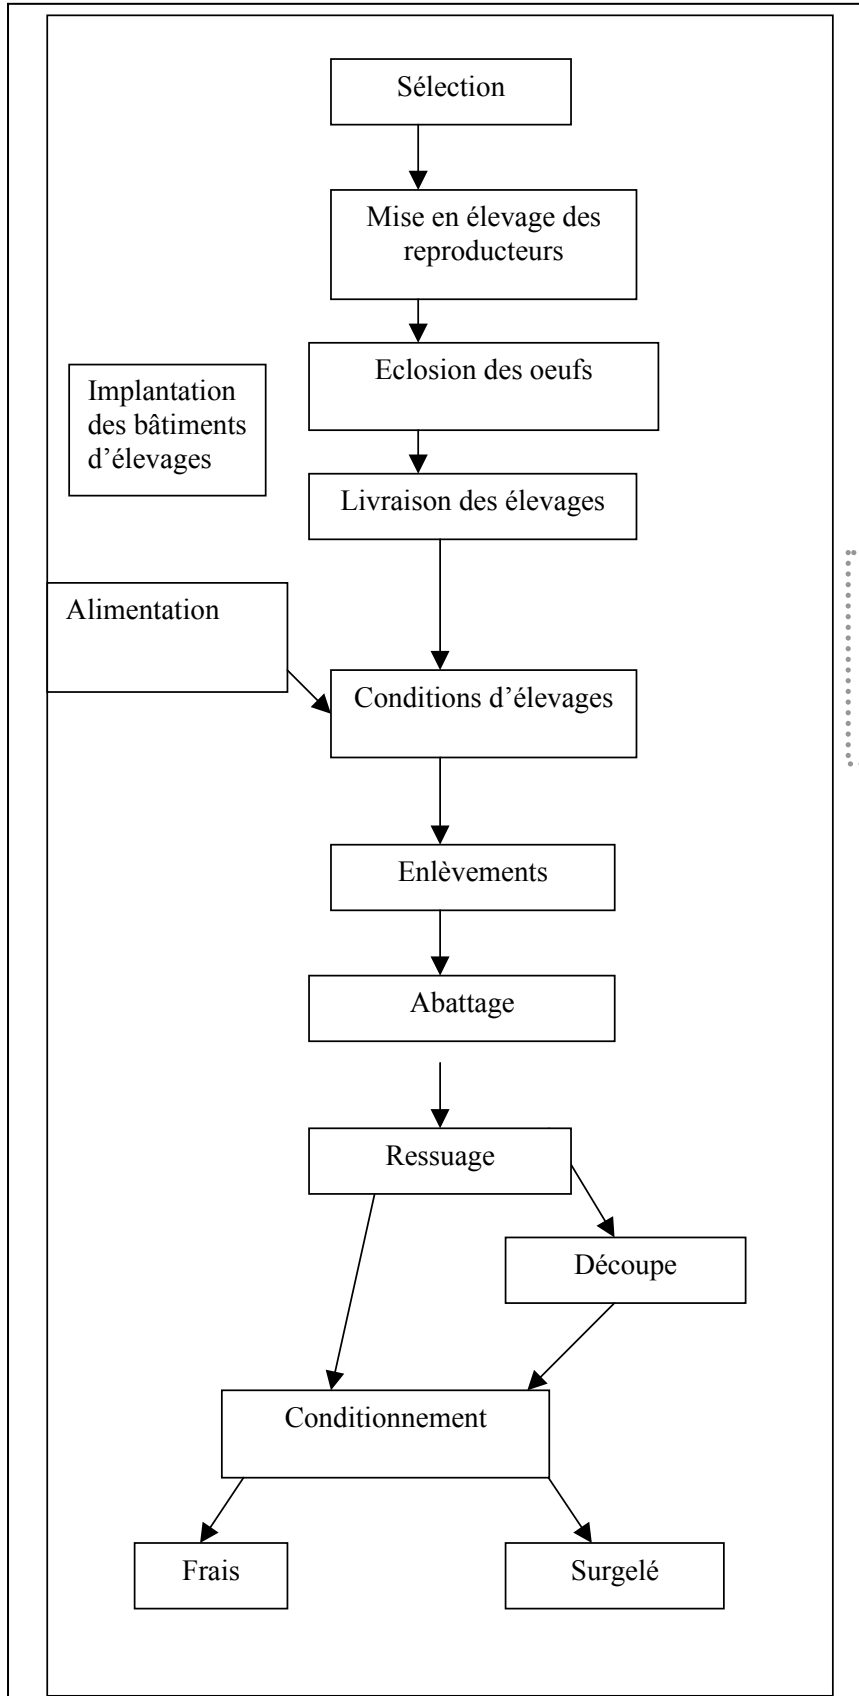 Sélection
Mise en élevage des
reproducteurs
Eclosion des oeufs
Implantation
des bâtiments
d’élevages
Livraison des élevages
Alimentation
Conditions d’élevages
Enlèvements
Abattage
Ressuage
Découpe
Conditionnement
Frais
Surgelé